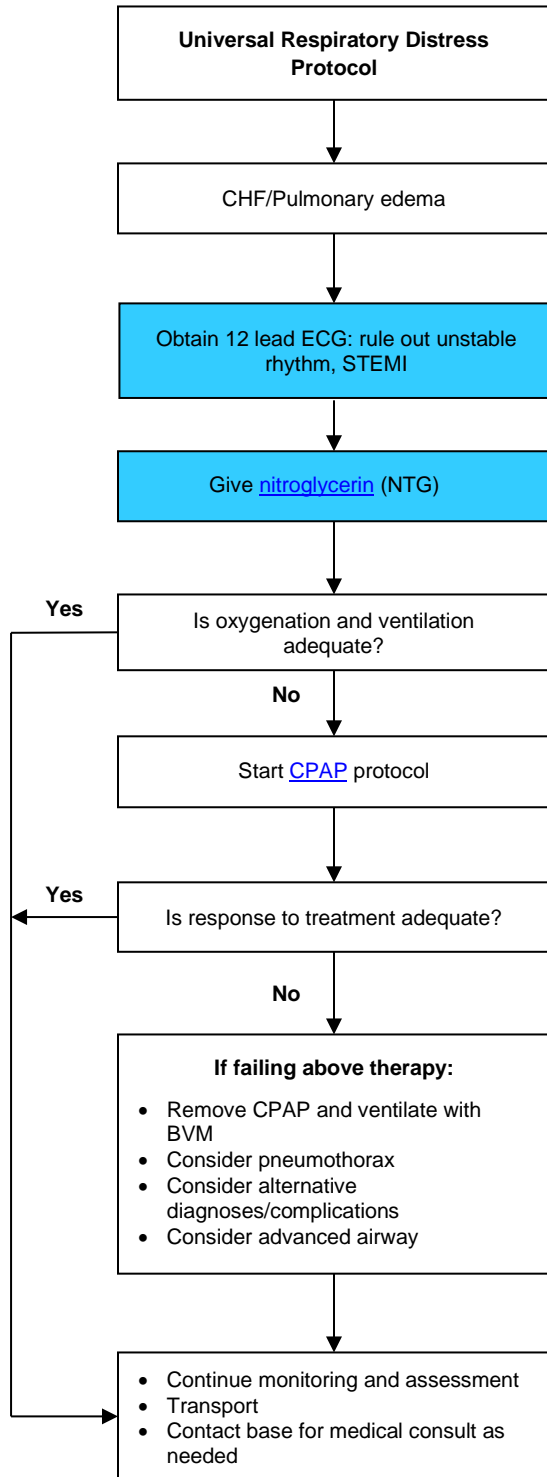 Universal Respiratory Distress
Protocol
CHF/Pulmonary edema
Obtain 12 lead ECG: rule out unstable
rhythm, STEMI
Give nitroglycerin (NTG)
Yes
Is oxygenation and ventilation
adequate?
No
Start CPAP protocol
Yes
Is response to treatment adequate?
No
If failing above therapy:
• Remove CPAP and ventilate with
BVM
• Consider pneumothorax
• Consider alternative
diagnoses/complications
• Consider advanced airway
• Continue monitoring and assessment
• Transport
• Contact base for medical consult as
needed